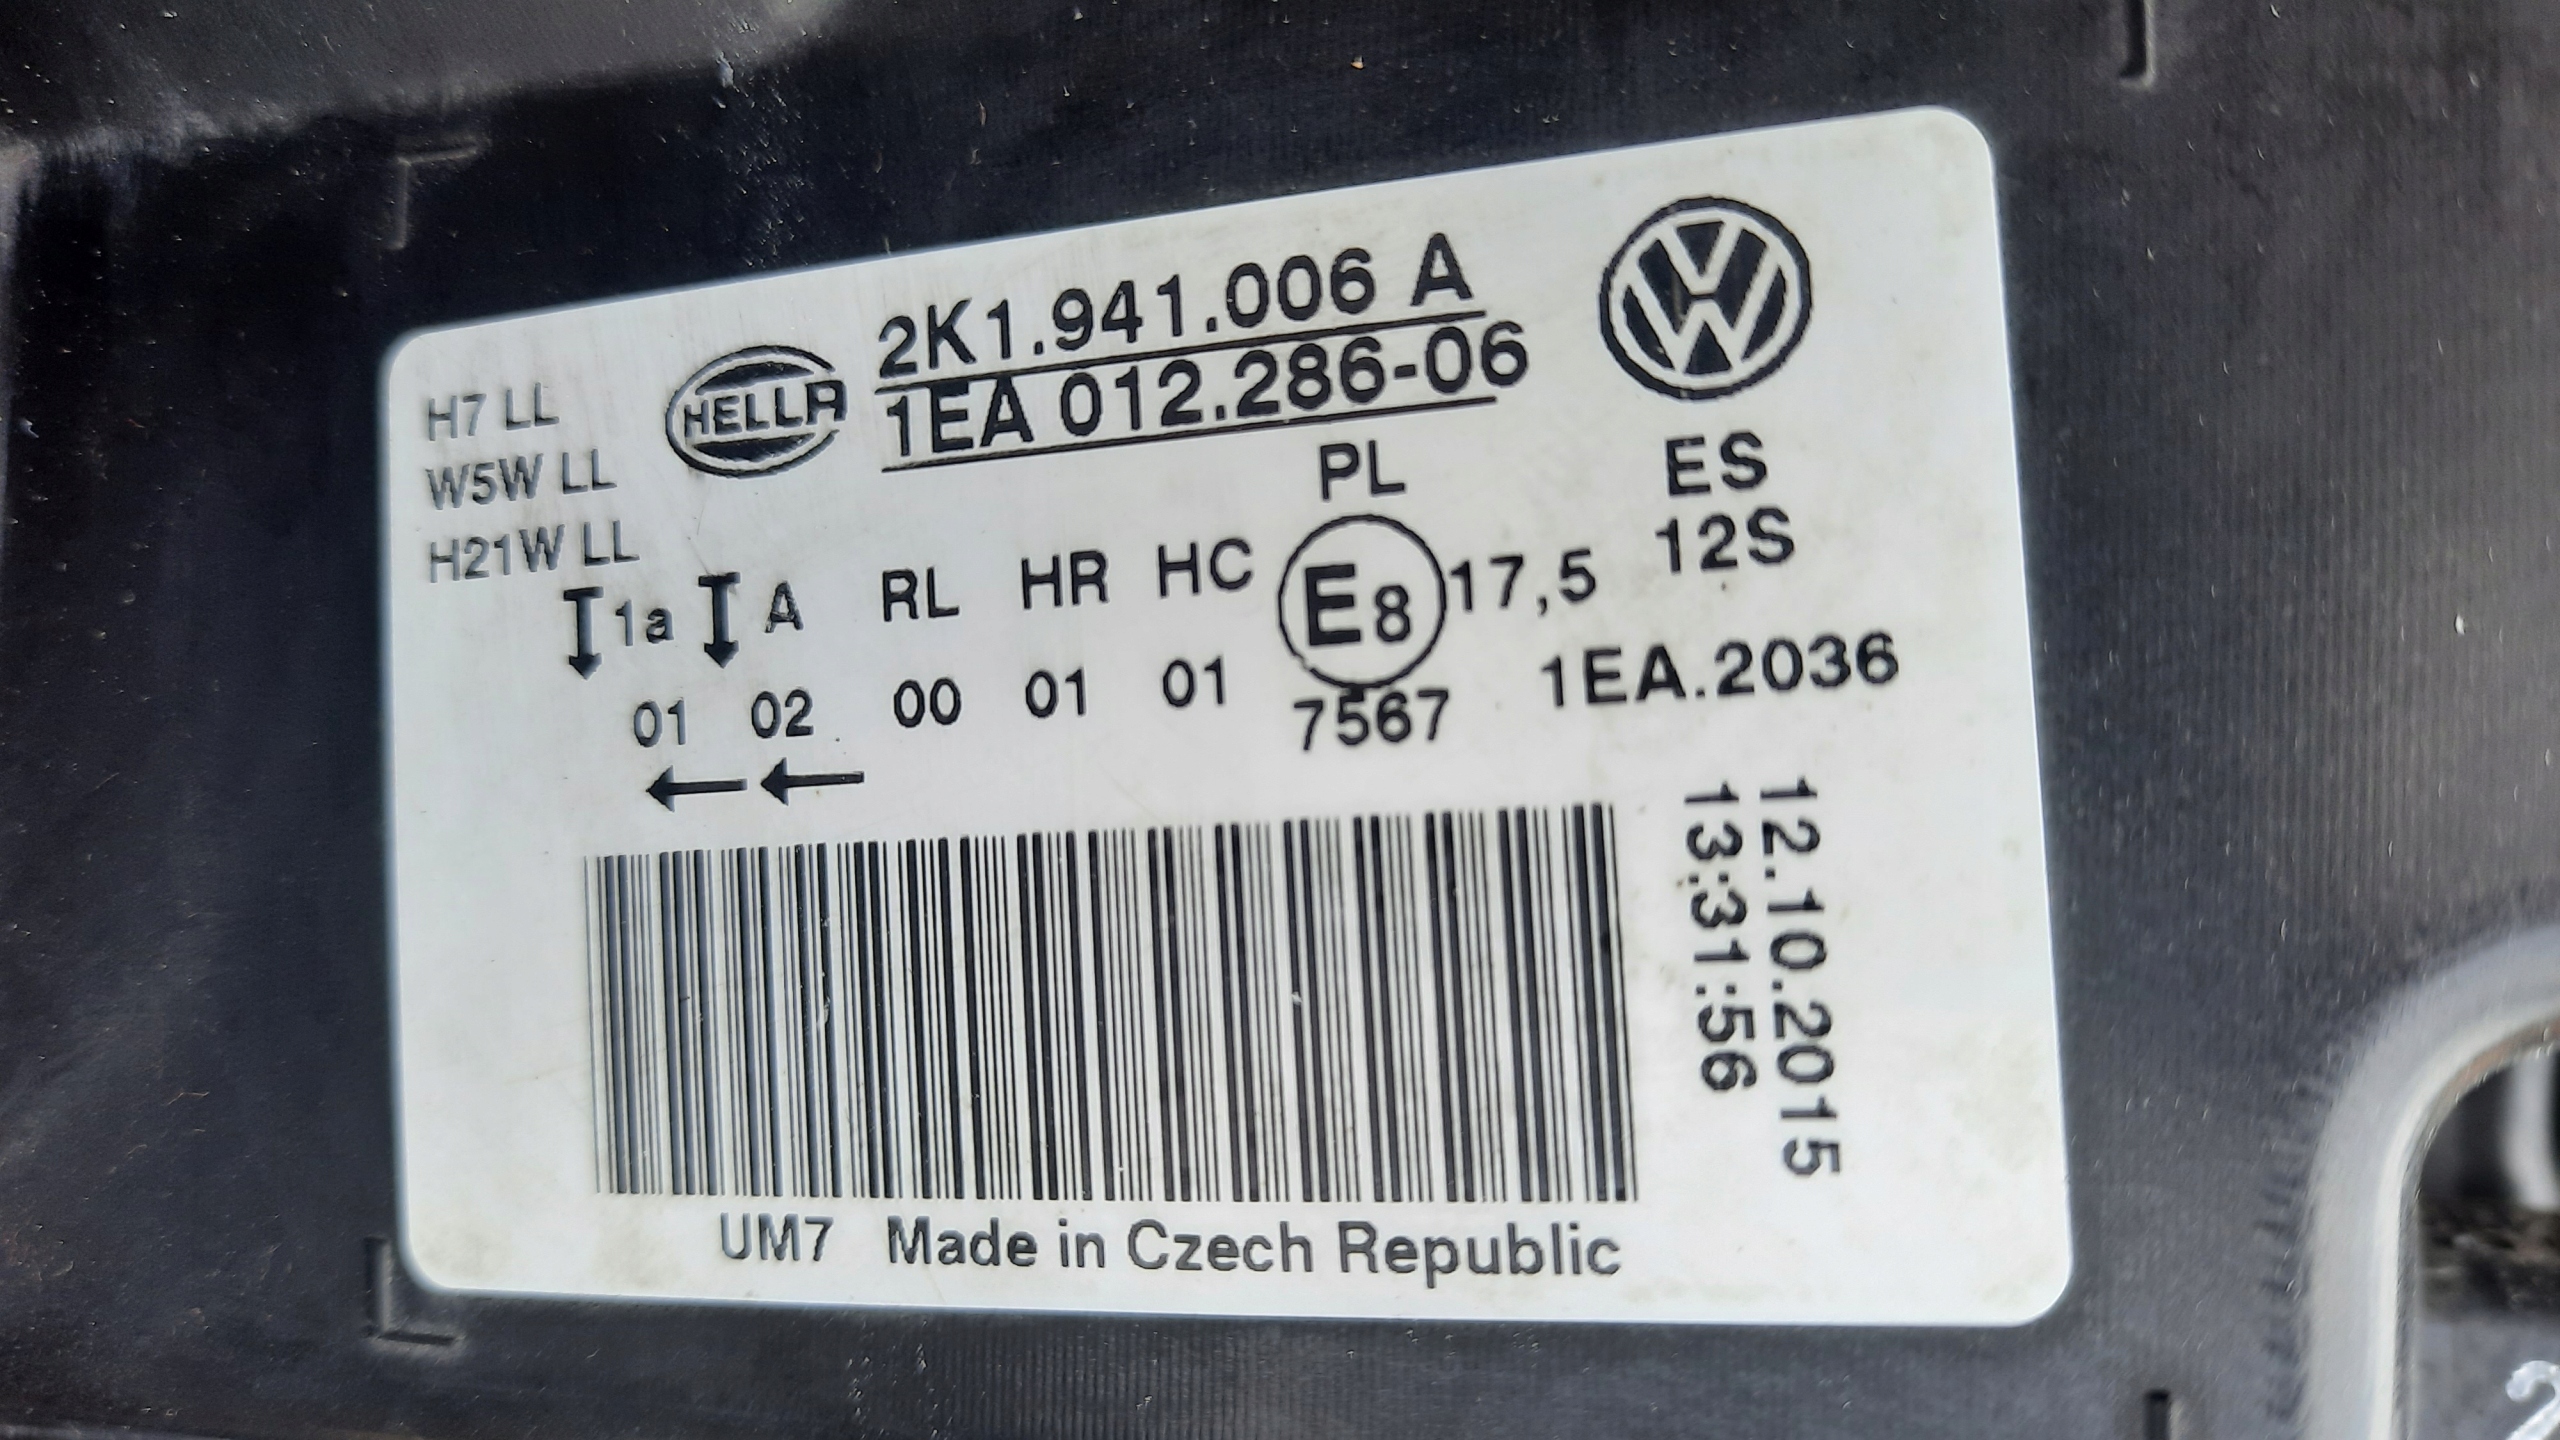 2K1.941.006 A
HELLA
1EA 012.286-06
H7 LL
W5W LL
H21W LL
PL
ES
12S
1a A RL HR HC E8 17,5
01 02 00 01 01 7567 1EA.2036
12.10.2015
13:31:56
UM7 Made in Czech Republic
2